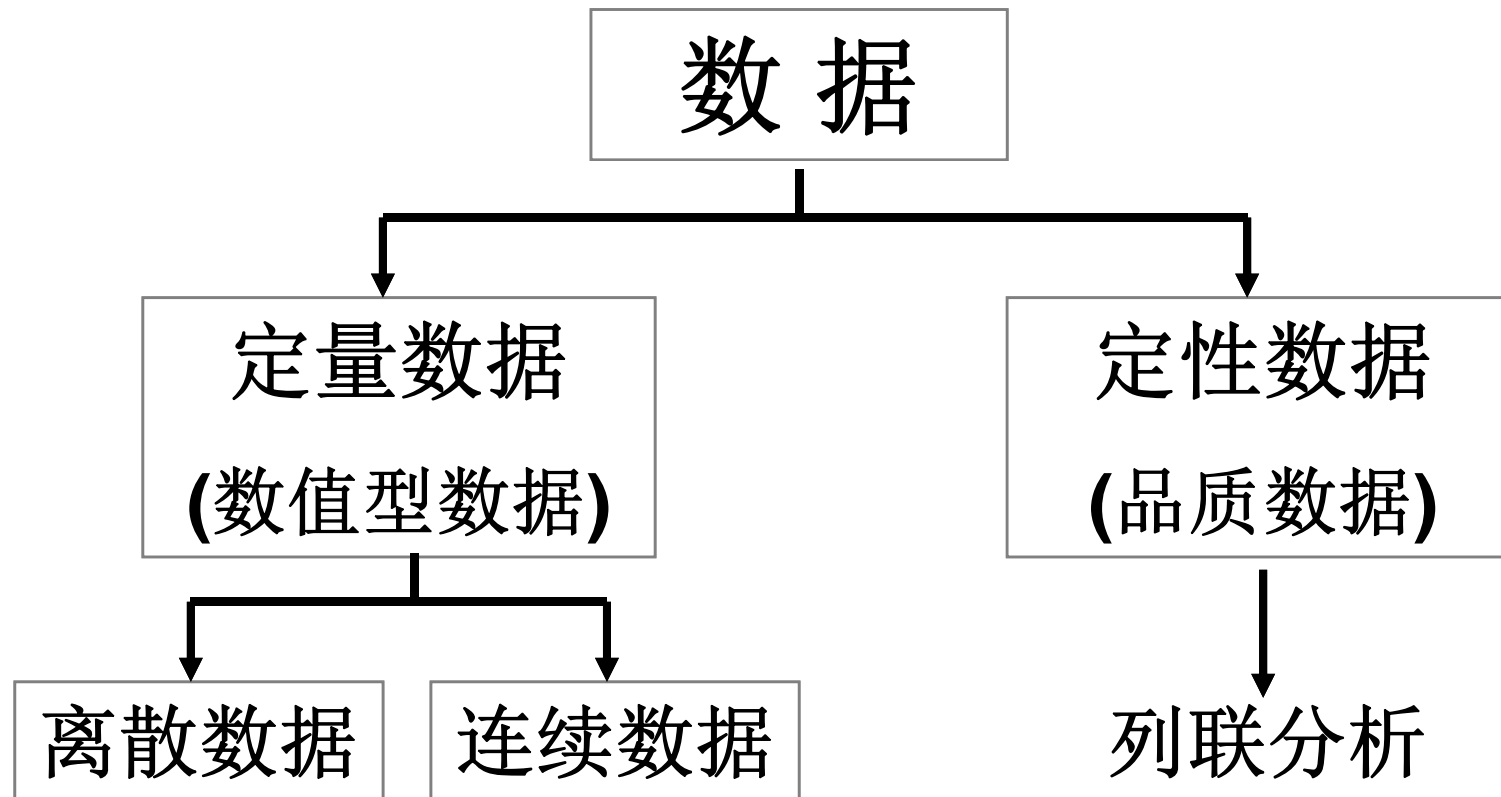 数 据
定量数据
(数值型数据)
定性数据
(品质数据)
离散数据
连续数据
列联分析